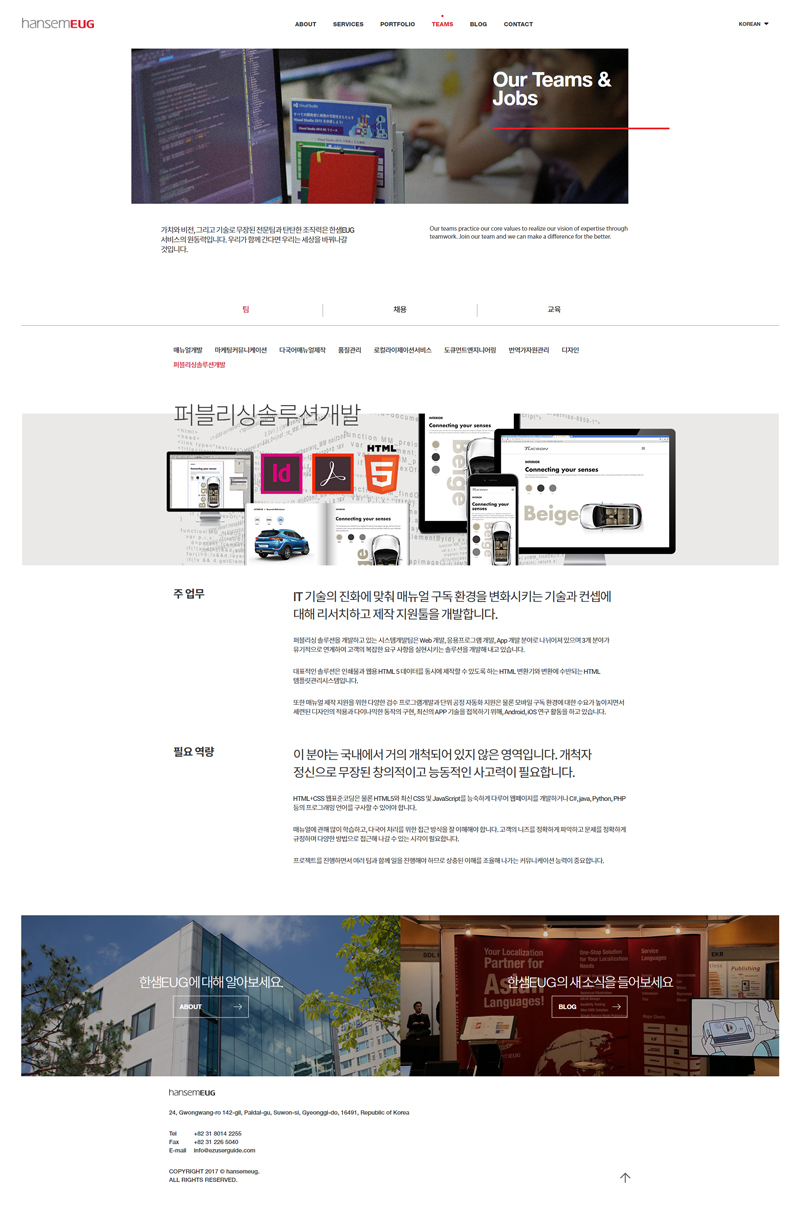 hansemEUG
ABOUT SERVICES PORTFOLIO TEAMS BLOG CONTACT
KOREAN
Our Teams &
Jobs
가치와 비전, 그리고 기술로 무장된 전문팀과 탄탄한 조직력은 한샘EUG
서비스의 원동력입니다. 우리가 함께 간다면 우리는 세상을 바꿔나갈
것입니다.
Our teams practice our core values to realize our vision of expertise through
teamwork. Join our team and we can make a difference for the better.
팀 채용 교육
매뉴얼개발 마케팅커뮤니케이션 다국어매뉴얼제작 품질관리 로컬라이제이션서비스 도큐먼트엔지니어링 번역가자원관리 디자인
퍼블리싱솔루션개발
퍼블리싱솔루션개발
Id
HTML
5
Connecting your senses
Beige
Connecting your senses
Beige
Connecting your senses
주 업무
IT 기술의 진화에 맞춰 매뉴얼 구독 환경을 변화시키는 기술과 컨셉에
대해 리서치하고 제작 지원툴을 개발합니다.
퍼블리싱 솔루션을 개발하고 있는 시스템개발팀은 Web 개발, 응용프로그램 개발, App 개발 분야로 나뉘어져 있으며 3개 분야가
유기적으로 연계하여 고객의 복잡한 요구 사항을 실현시키는 솔루션을 개발해 내고 있습니다.
대표적인 솔루션은 인쇄물과 웹용 HTML 5 데이터를 동시에 제작할 수 있도록 하는 HTML 변환기와 변환에 수반되는 HTML
템플릿관리시스템입니다.
또한 매뉴얼 제작 지원을 위한 다양한 검수 프로그램개발과 단위 공정 자동화 지원은 물론 모바일 구독 환경에 대한 수요가 높아지면서
세련된 디자인의 적용과 다이나믹한 동작의 구현, 최신의 APP 기술을 접목하기 위해, Android, iOS 연구 활동을 하고 있습니다.
필요 역량
이 분야는 국내에서 거의 개척되어 있지 않은 영역입니다. 개척자
정신으로 무장된 창의적이고 능동적인 사고력이 필요합니다.
HTML+CSS 웹표준코딩은 물론 HTML5와 최신 CSS 및 JavaScript를 능숙하게 다루어 웹페이지를 개발하거나 C#, java, Python, PHP
등의 프로그래밍 언어를 구사할 수 있어야 합니다.
매뉴얼에 관해 많이 학습하고, 다국어 처리를 위한 접근 방식을 잘 이해해야 합니다. 고객의 니즈를 정확하게 파악하고 문제를 정확하게
규정하며 다양한 방법으로 접근해 나갈 수 있는 시각이 필요합니다.
프로젝트를 진행하면서 여러 팀과 함께 일을 진행해야 하므로 상충된 이해를 조율해 나가는 커뮤니케이션 능력이 중요합니다.
한샘EUG에 대해 알아보세요.
ABOUT
Your Localization
Partner for
Asian
Languages!
One-Stop Solution
for Your Localization
Needs
Service
Languages
한샘EUG의 새 소식을 들어보세요
BLOG
hansemEUG
24, Gwongwang-ro 142-gil, Paldal-gu, Suwon-si, Gyeonggi-do, 16491, Republic of Korea
Tel +82 31 8014 2255
Fax +82 31 226 5040
E-mail info@ezuserguide.com
COPYRIGHT 2017 © hansemeug.
ALL RIGHTS RESERVED.